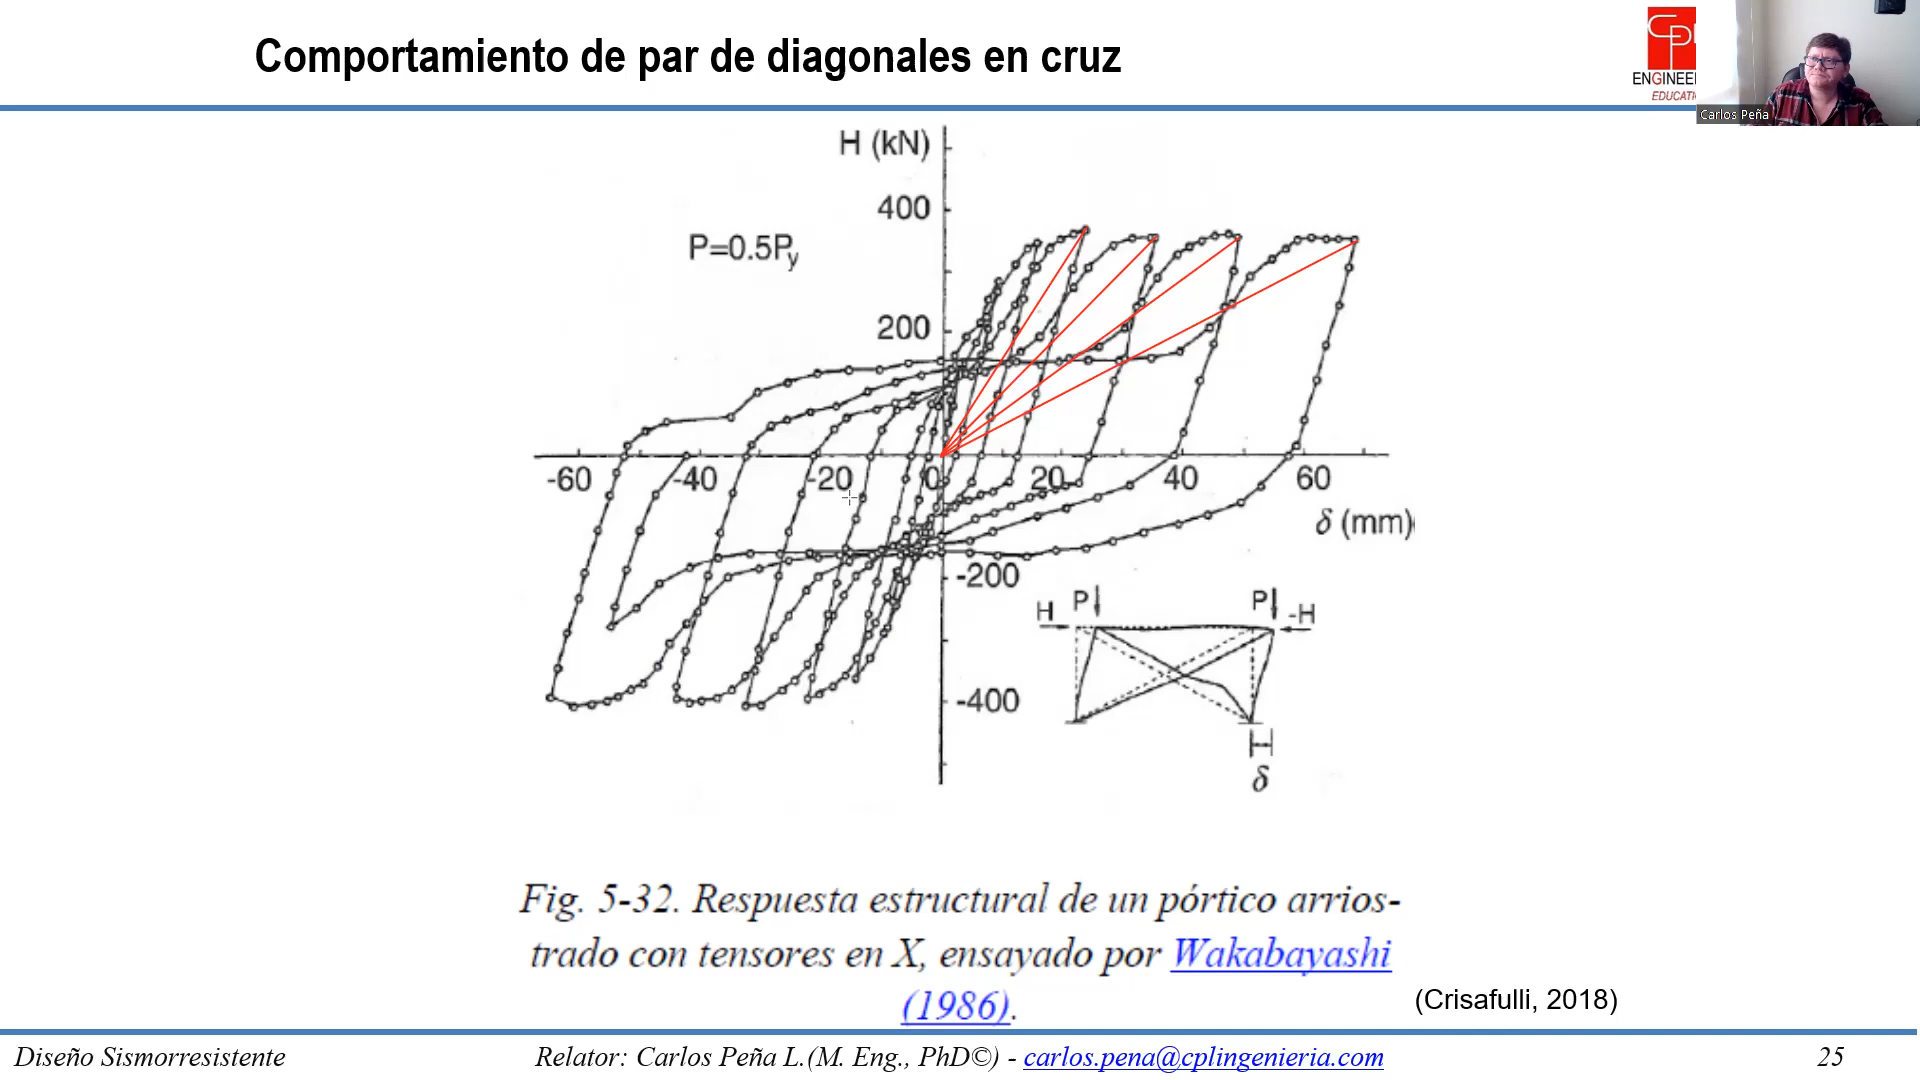 Comportamiento de par de diagonales en cruz
ENGINEE
EDUCATI
Carlos Peña
H (kN)
400
P=0.5Py
200
-60 -40 -20 0 20 40 60
δ (mm)
-200
H P P -H
-400
δ
Fig. 5-32. Respuesta estructural de un pórtico arrios-
trado con tensores en X, ensayado por Wakabayashi
(1986).
(Crisafulli, 2018)
Diseño Sismorresistente
Relator: Carlos Peña L.(M. Eng., PhD©) - carlos.pena@cplingenieria.com
25